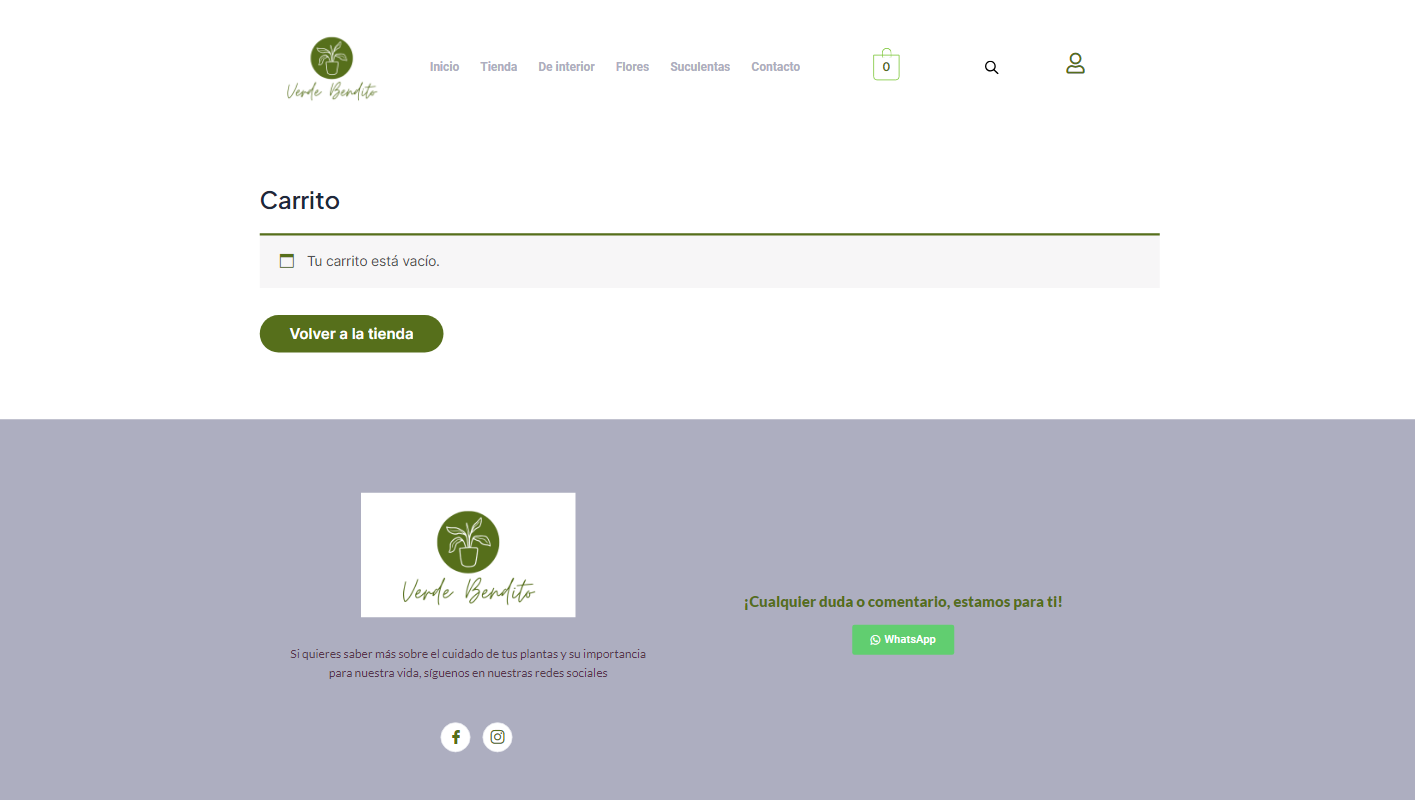 Verde Bendito
Inicio Tienda De interior Flores Suculentas Contacto
0
Carrito
Tu carrito está vacío.
Volver a la tienda
Verde Bendito
Si quieres saber más sobre el cuidado de tus plantas y su importancia
para nuestra vida, síguenos en nuestras redes sociales
¡Cualquier duda o comentario, estamos para ti!
WhatsApp